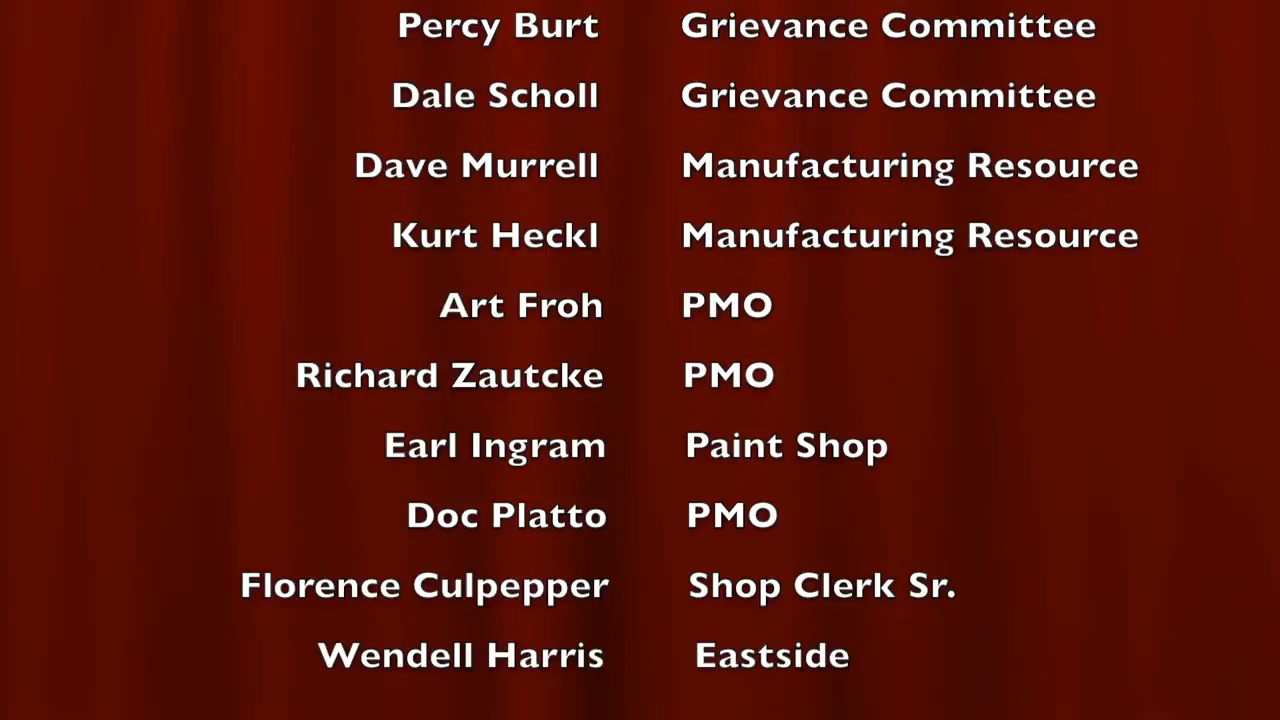 Percy Burt Grievance Committee
Dale Scholl Grievance Committee
Dave Murrell Manufacturing Resource
Kurt Heckl Manufacturing Resource
Art Froh PMO
Richard Zautcke PMO
Earl Ingram Paint Shop
Doc Platto PMO
Florence Culpepper Shop Clerk Sr.
Wendell Harris Eastside